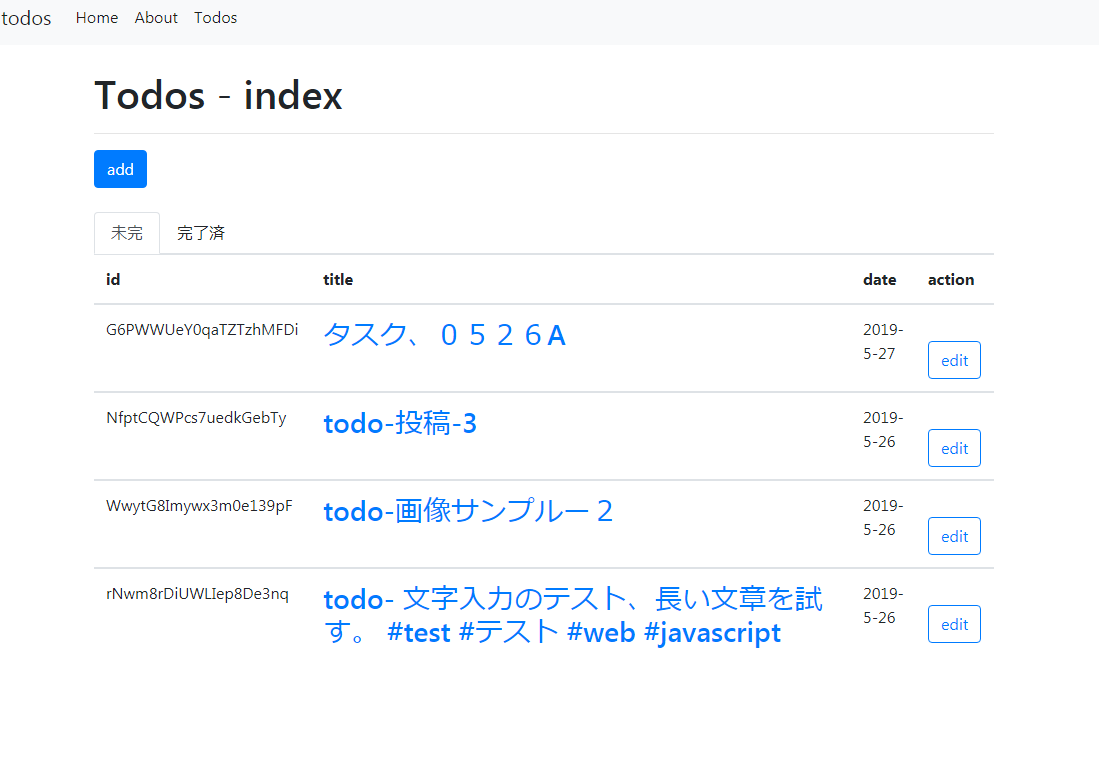 todos Home About Todos
Todos - index
add
未完 完了済
id title date action
G6PWWUeY0qaTZTzhMFDi タスク、０５２６A 2019-
5-27
edit
NfptCQWPcs7uedkGebTy todo-投稿-3 2019-
5-26
edit
WwytG8Imywx3m0e139pF todo-画像サンプルー２ 2019-
5-26
edit
rNwm8rDiUWLIep8De3nq todo- 文字入力のテスト、長い文章を試 2019-
す。 #test #テスト #web #javascript 5-26
edit